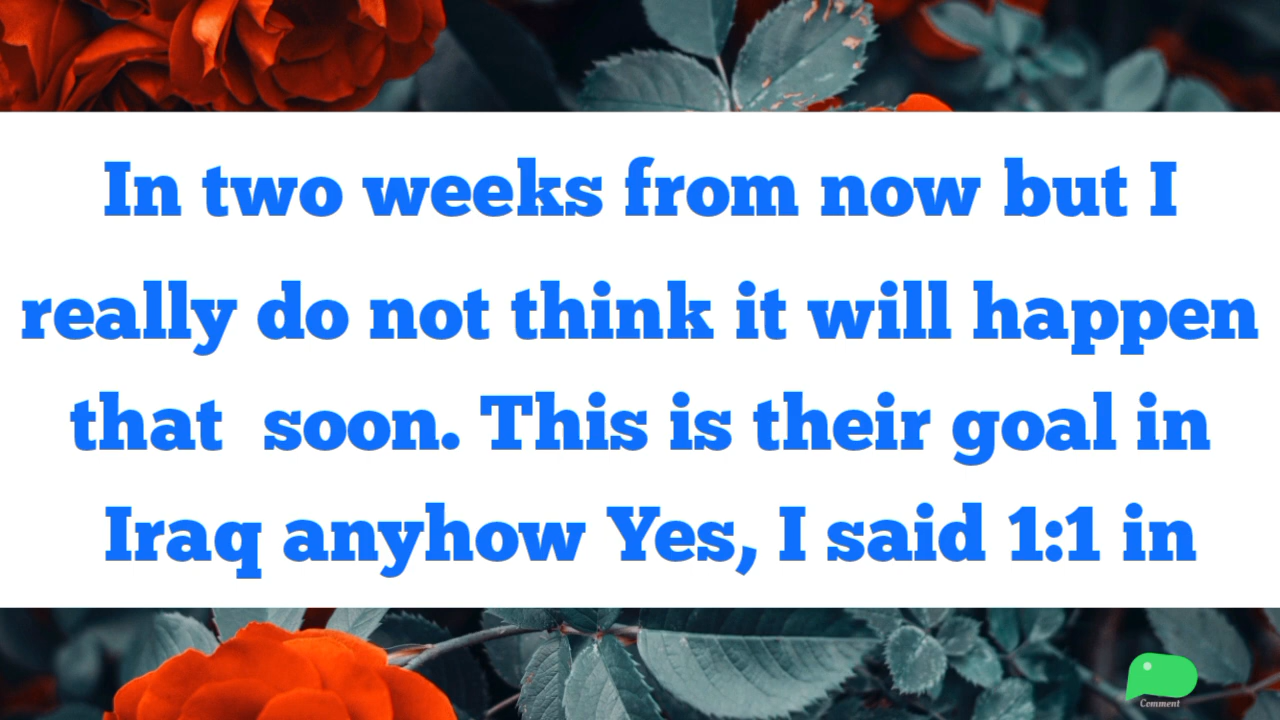 In two weeks from now but I
really do not think it will happen
that  soon. This is their goal in
Iraq anyhow Yes, I said 1:1 in
Comment